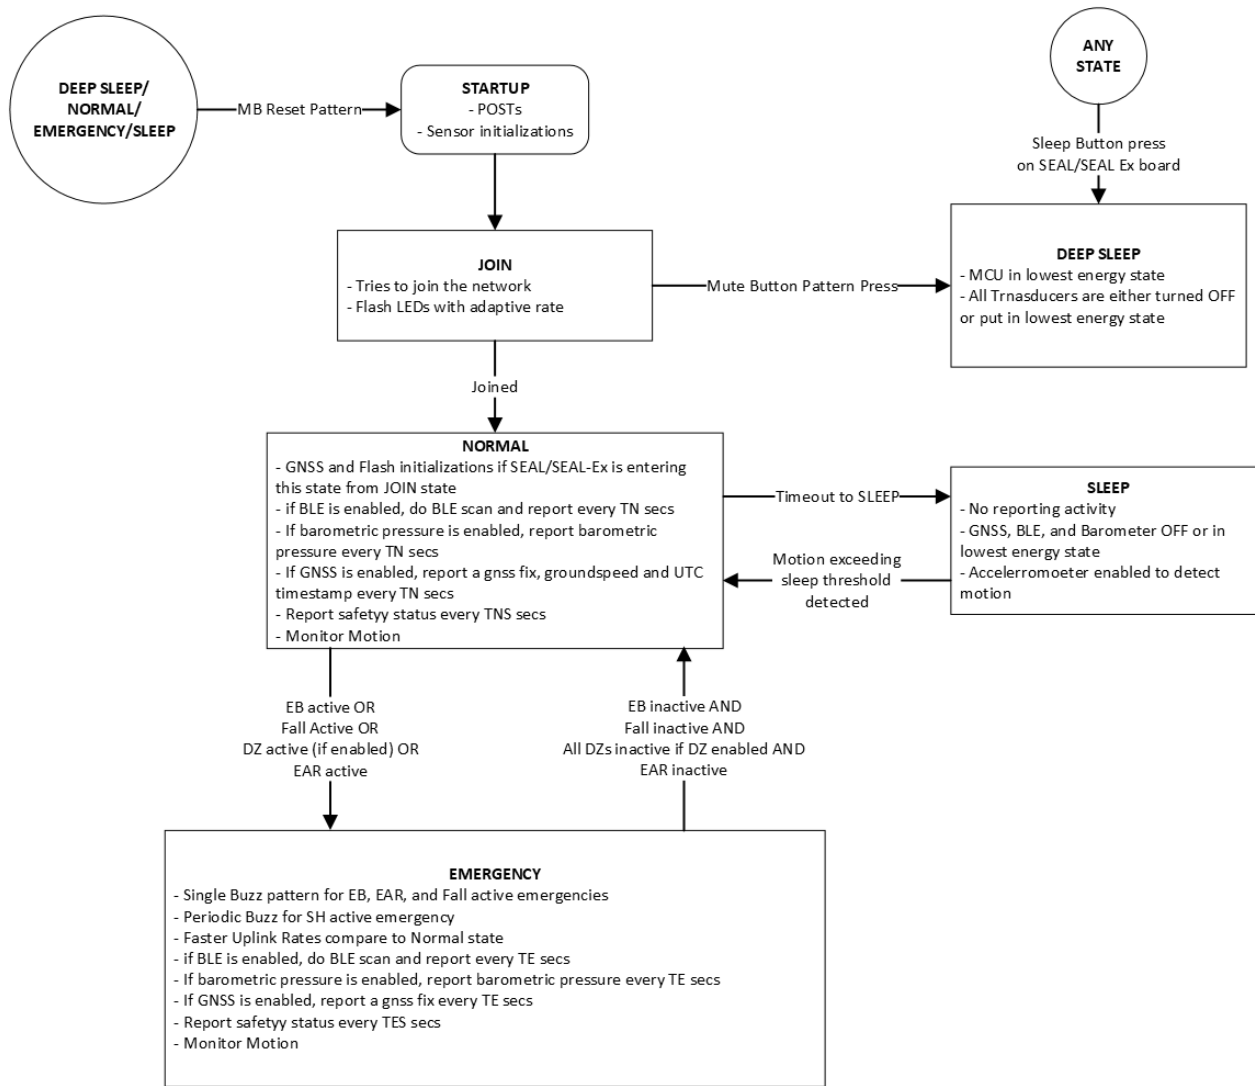 DEEP SLEEP/
NORMAL/
EMERGENCY/SLEEP
MB Reset Pattern
STARTUP
- POSTs
- Sensor initializations
ANY
STATE
Sleep Button press
on SEAL/SEAL Ex board
JOIN
- Tries to join the network
- Flash LEDs with adaptive rate
Mute Button Pattern Press
DEEP SLEEP
- MCU in lowest energy state
- All Trnasducers are either turned OFF
or put in lowest energy state
Joined
NORMAL
- GNSS and Flash initializations if SEAL/SEAL-Ex is entering
this state from JOIN state
- if BLE is enabled, do BLE scan and report every TN secs
- If barometric pressure is enabled, report barometric
pressure every TN secs
- If GNSS is enabled, report a gnss fix, groundspeed and UTC
timestamp every TN secs
- Report safetyy status every TNS secs
- Monitor Motion
Timeout to SLEEP
Motion exceeding
sleep threshold
detected
SLEEP
- No reporting activity
- GNSS, BLE, and Barometer OFF or in
lowest energy state
- Accelerromoeter enabled to detect
motion
EB active OR
Fall Active OR
DZ active (if enabled) OR
EAR active
EB inactive AND
Fall inactive AND
All DZs inactive if DZ enabled AND
EAR inactive
EMERGENCY
- Single Buzz pattern for EB, EAR, and Fall active emergencies
- Periodic Buzz for SH active emergency
- Faster Uplink Rates compare to Normal state
- if BLE is enabled, do BLE scan and report every TE secs
- If barometric pressure is enabled, report barometric pressure every TE secs
- If GNSS is enabled, report a gnss fix every TE secs
- Report safetyy status every TES secs
- Monitor Motion